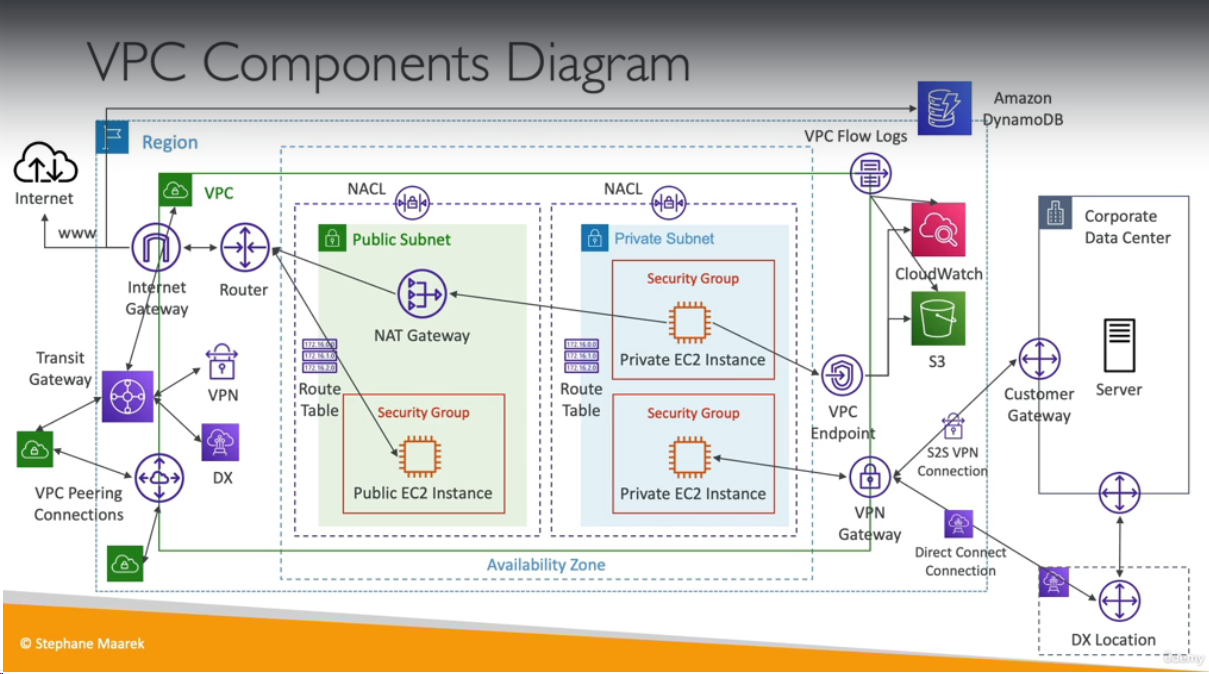 VPC Components Diagram
Amazon
DynamoDB
VPC Flow Logs
Region
Internet
www
VPC
NACL
NACL
Public Subnet
Private Subnet
Corporate
Data Center
Internet
Gateway
Router
NAT Gateway
Security Group
Private EC2 Instance
CloudWatch
S3
172.16.0.0
172.16.1.0
172.16.2.0
Route
Table
172.16.0.0
172.16.1.0
172.16.2.0
Route
Table
Transit
Gateway
VPN
DX
VPC Peering
Connections
Security Group
Public EC2 Instance
Security Group
Private EC2 Instance
VPC
Endpoint
Customer
Gateway
Server
S2S VPN
Connection
VPN
Gateway
Direct Connect
Connection
Availability Zone
DX Location
© Stephane Maarek
ûdemy